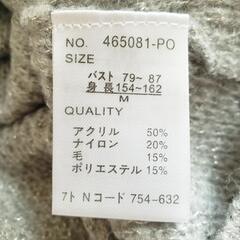 NO. 465081-PO
SIZE
バスト 79~ 87
身 長 154~162
M
QUALITY
アクリル 50%
ナイロン 20%
毛 15%
ポリエステル 15%
7ト Nコード 754-632